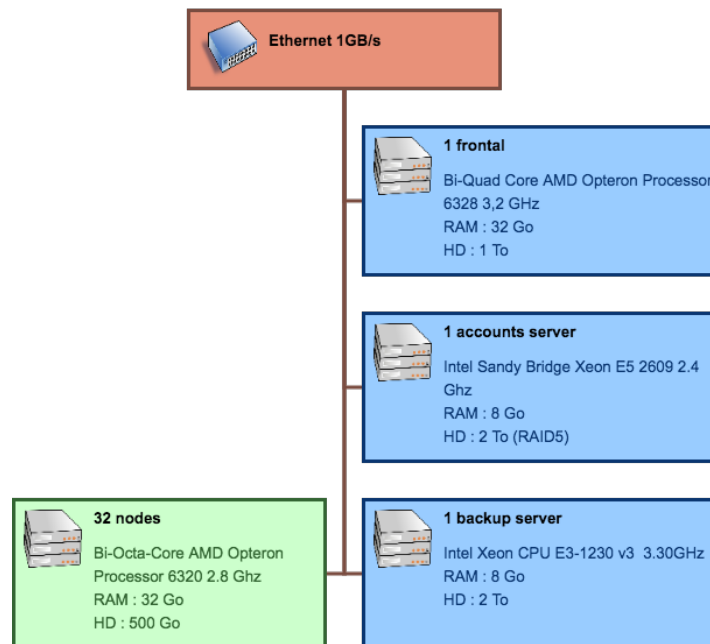 Ethernet 1GB/s
1 frontal
Bi-Quad Core AMD Opteron Processor
6328 3,2 GHz
RAM : 32 Go
HD : 1 To
1 accounts server
Intel Sandy Bridge Xeon E5 2609 2.4
Ghz
RAM : 8 Go
HD : 2 To (RAID5)
32 nodes
Bi-Octa-Core AMD Opteron
Processor 6320 2.8 Ghz
RAM : 32 Go
HD : 500 Go
1 backup server
Intel Xeon CPU E3-1230 v3  3.30GHz
RAM : 8 Go
HD : 2 To